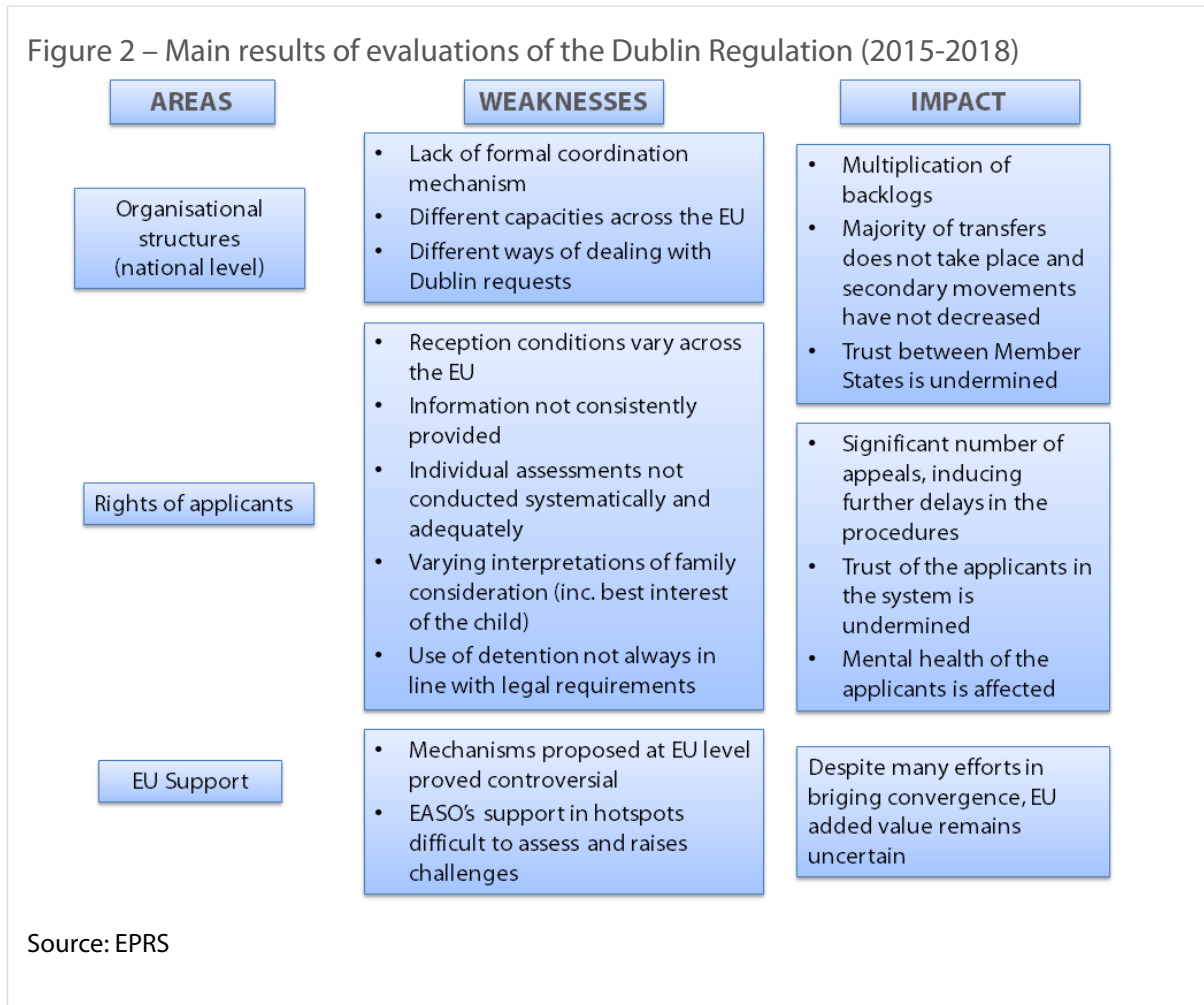 Figure 2 – Main results of evaluations of the Dublin Regulation (2015-2018)
AREAS
WEAKNESSES
IMPACT
Organisational
structures
(national level)
• Lack of formal coordination
mechanism
• Different capacities across the EU
• Different ways of dealing with
Dublin requests
• Multiplication of
backlogs
• Majority of transfers
does not take place and
secondary movements
have not decreased
• Trust between Member
States is undermined
Rights of applicants
• Reception conditions vary across
the EU
• Information not consistently
provided
• Individual assessments not
conducted systematically and
adequately
• Varying interpretations of family
consideration (inc. best interest
of the child)
• Use of detention not always in
line with legal requirements
• Significant number of
appeals, inducing
further delays in the
procedures
• Trust of the applicants in
the system is
undermined
• Mental health of the
applicants is affected
EU Support
• Mechanisms proposed at EU level
proved controversial
• EASO's support in hotspots
difficult to assess and raises
challenges
Despite many efforts in
briging convergence, EU
added value remains
uncertain
Source: EPRS